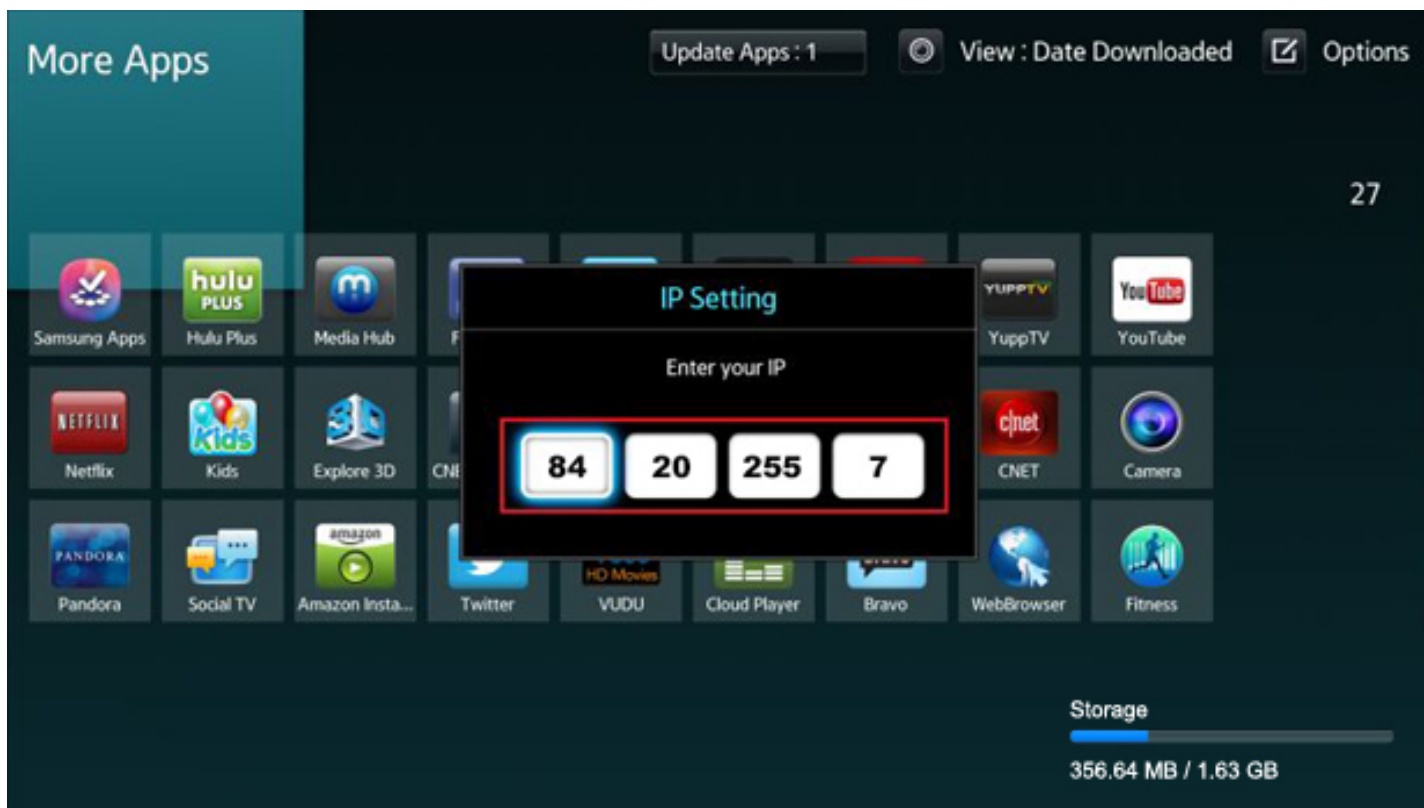 More Apps
Update Apps : 1
View : Date Downloaded
Options
27
hulu
PLUS
m
YUPPTV
You Tube
Samsung Apps
Hulu Plus
Media Hub
YuppTV
YouTube
IP Setting
Enter your IP
84 20 255 7
NETFLIX
Kids
3D
c|net
Netflix
Kids
Explore 3D
CNET
Camera
PANDORA
amazon
HD Movies
Pandora
Social TV
Amazon Insta...
Twitter
VUDU
Cloud Player
Bravo
WebBrowser
Fitness
Storage
356.64 MB / 1.63 GB